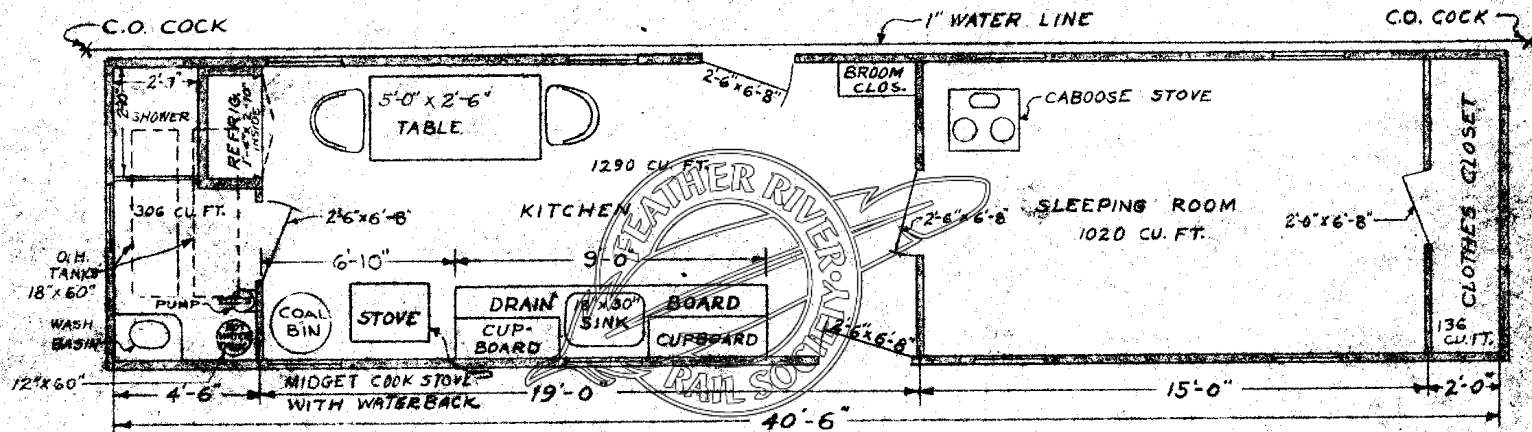 C.O. COCK
1" WATER LINE
C.O. COCK
2'-7"
SHOWER
REFRIG.
INSIDE
5'-0" x 2'-6"
TABLE
2'-6"x6'-8"
BROOM
CLOS.
CABOOSE STOVE
1290 CU. FT.
306 CU. FT.
2'-6"x6'-8"
KITCHEN
2'-6"x6'-8"
SLEEPING ROOM
1020 CU. FT.
2'-0"x6'-8"
CLOTHES CLOSET
136
CU.FT.
O.H.
TANKS
18"x60"
6'-10"
9'-0"
PUMP
WASH
BASIN
COAL
BIN
STOVE
DRAIN
BOARD
18"x30"
SINK
CUP-
BOARD
CUPBOARD
2'-6"x6'-8"
12"x60"
MIDGET COOK STOVE
WITH WATERBACK
4'-6"
19'-0
15'-0"
2'-0"
40'-6"
FEATHER RIVER
RAIL SOCIETY